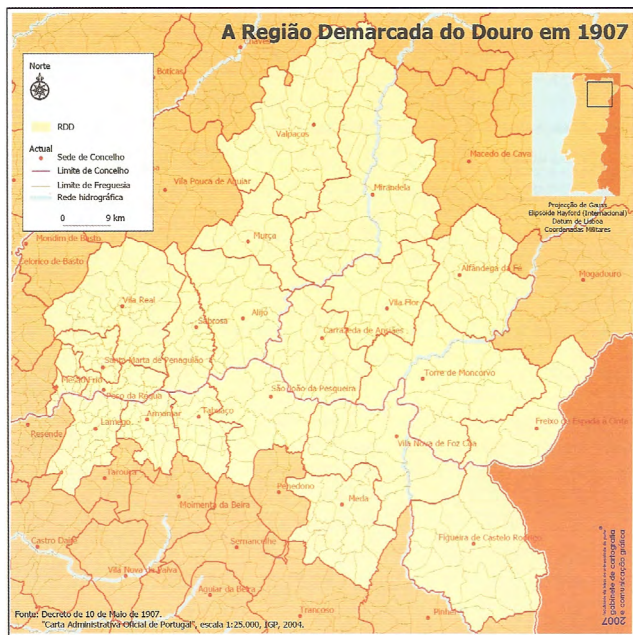 A Região Demarcada do Douro em 1907
Norte
RDD
Actual
Sede de Concelho
Limite de Concelho
Limite de Freguesia
Rede hidrográfica
0 9 km
Projecção de Gauss
Elipsoide Hayford (Internacional)
Datum de Lisboa
Coordenadas Militares
Chaves
Boticas
Valpaços
Macedo de Cava
Vila Pouca de Aguiar
Mirandela
Mondim de Basto
Murça
Celorico de Basto
Alfândega da Fé
Mogadouro
Vila Real
Vila Flor
Sabrosa
Alijó
Carrazeda de Ansiães
Santa Marta de Penaguião
Torre de Moncorvo
Mesão Frio
Peso da Régua
São João da Pesqueira
Armamar
Tabuaço
Freixo de Espada à Cinta
Resende
Lamego
Vila Nova de Foz Côa
Tarouca
Penedono
Moimenta da Beira
Meda
Castro Daire
Sernancelhe
Figueira de Castelo Rodrigo
Vila Nova de Paiva
Aguiar da Beira
Trancoso
Pinhel
Fonte: Decreto de 10 de Maio de 1907.
"Carta Administrativa Oficial de Portugal", escala 1:25.000, IGP, 2004.
gabinete de cartografia
e comunicação gráfica
2007